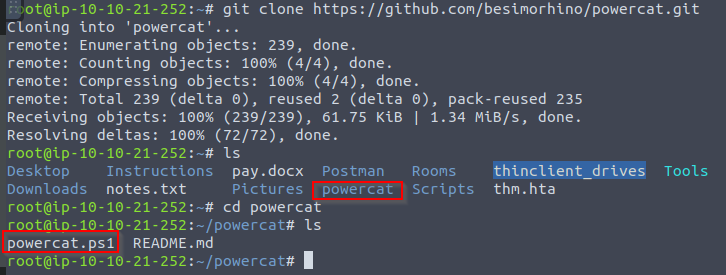 root@ip-10-10-21-252:~# git clone https://github.com/besimorhino/powercat.git
Cloning into 'powercat'...
remote: Enumerating objects: 239, done.
remote: Counting objects: 100% (4/4), done.
remote: Compressing objects: 100% (4/4), done.
remote: Total 239 (delta 0), reused 2 (delta 0), pack-reused 235
Receiving objects: 100% (239/239), 61.75 KiB | 1.34 MiB/s, done.
Resolving deltas: 100% (72/72), done.
root@ip-10-10-21-252:~# ls
Desktop Instructions pay.docx Postman Rooms thinclient_drives Tools
Downloads notes.txt Pictures powercat Scripts thm.hta
root@ip-10-10-21-252:~# cd powercat
root@ip-10-10-21-252:~/powercat# ls
powercat.ps1 README.md
root@ip-10-10-21-252:~/powercat#